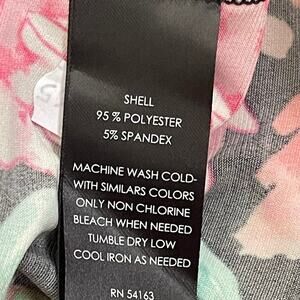 SHELL
95 % POLYESTER
5% SPANDEX
MACHINE WASH COLD-
WITH SIMILARS COLORS
ONLY NON CHLORINE
BLEACH WHEN NEEDED
TUMBLE DRY LOW
COOL IRON AS NEEDED
RN 54163